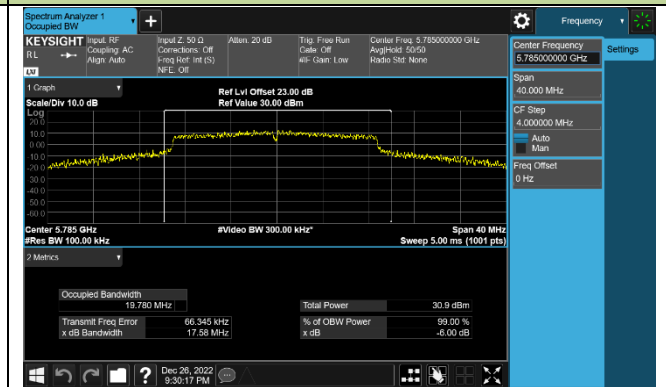 Spectrum Analyzer 1
Occupied BW
+
Frequency
KEYSIGHT Input: RF
RL
Coupling: AC
Align: Auto
LXI
Input Z: 50 Ω
Corrections: Off
Freq Ref: Int (S)
NFE: Off
Atten: 20 dB
Trig: Free Run
Gate: Off
#IF Gain: Low
Center Freq: 5.785000000 GHz
Avg|Hold: 50/50
Radio Std: None
Center Frequency
5.785000000 GHz
Settings
Span
40.000 MHz
CF Step
4.000000 MHz
Auto
Man
Freq Offset
0 Hz
1 Graph
Scale/Div 10.0 dB
Ref Lvl Offset 23.00 dB
Ref Value 30.00 dBm
Log
20.0
10.0
0.00
-10.0
-20.0
-30.0
-40.0
-50.0
-60.0
Center 5.785 GHz
#Res BW 100.00 kHz
#Video BW 300.00 kHz*
Span 40 MHz
Sweep 5.00 ms (1001 pts)
2 Metrics
Occupied Bandwidth
19.780 MHz
Total Power 30.9 dBm
Transmit Freq Error 66.345 kHz
% of OBW Power 99.00 %
x dB Bandwidth 17.58 MHz
x dB -6.00 dB
?
Dec 26, 2022
9:30:17 PM